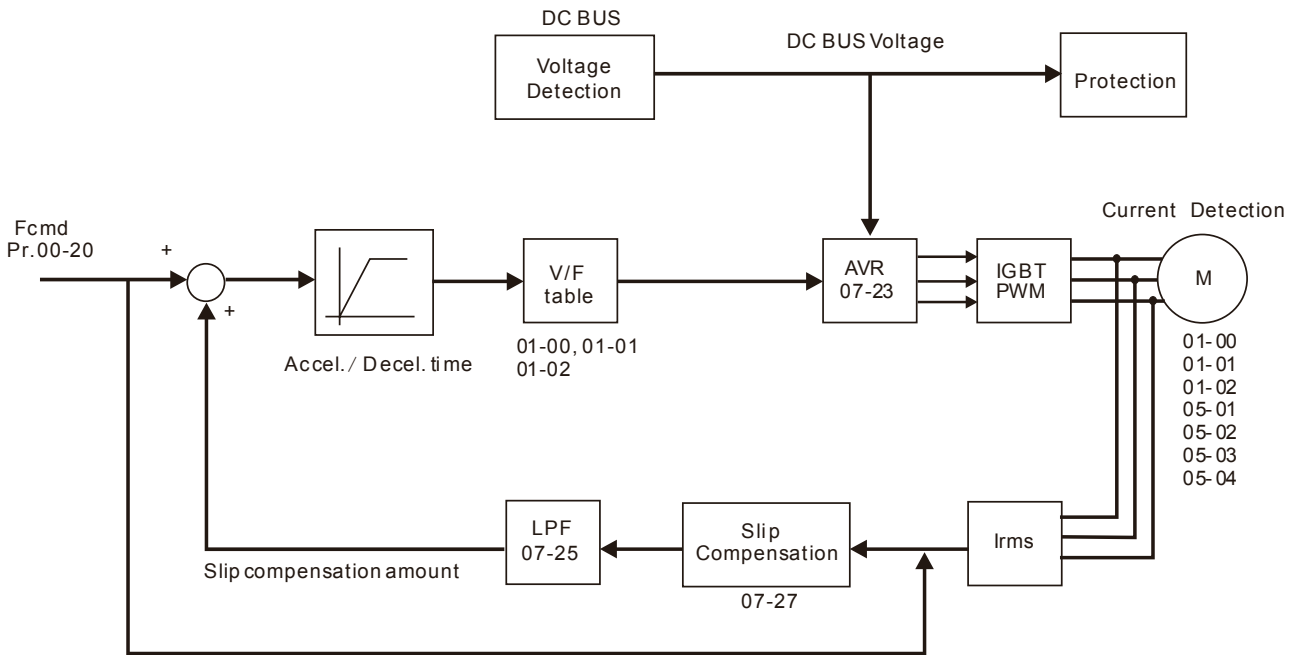 DC BUS
Voltage
Detection
DC BUS Voltage
Protection
Fcmd
Pr.00-20
+
+
Accel./ Decel. time
V/F
table
01-00, 01-01
01-02
AVR
07-23
IGBT
PWM
Current Detection
M
01-00
01-01
01-02
05-01
05-02
05-03
05-04
Slip compensation amount
LPF
07-25
Slip
Compensation
07-27
Irms